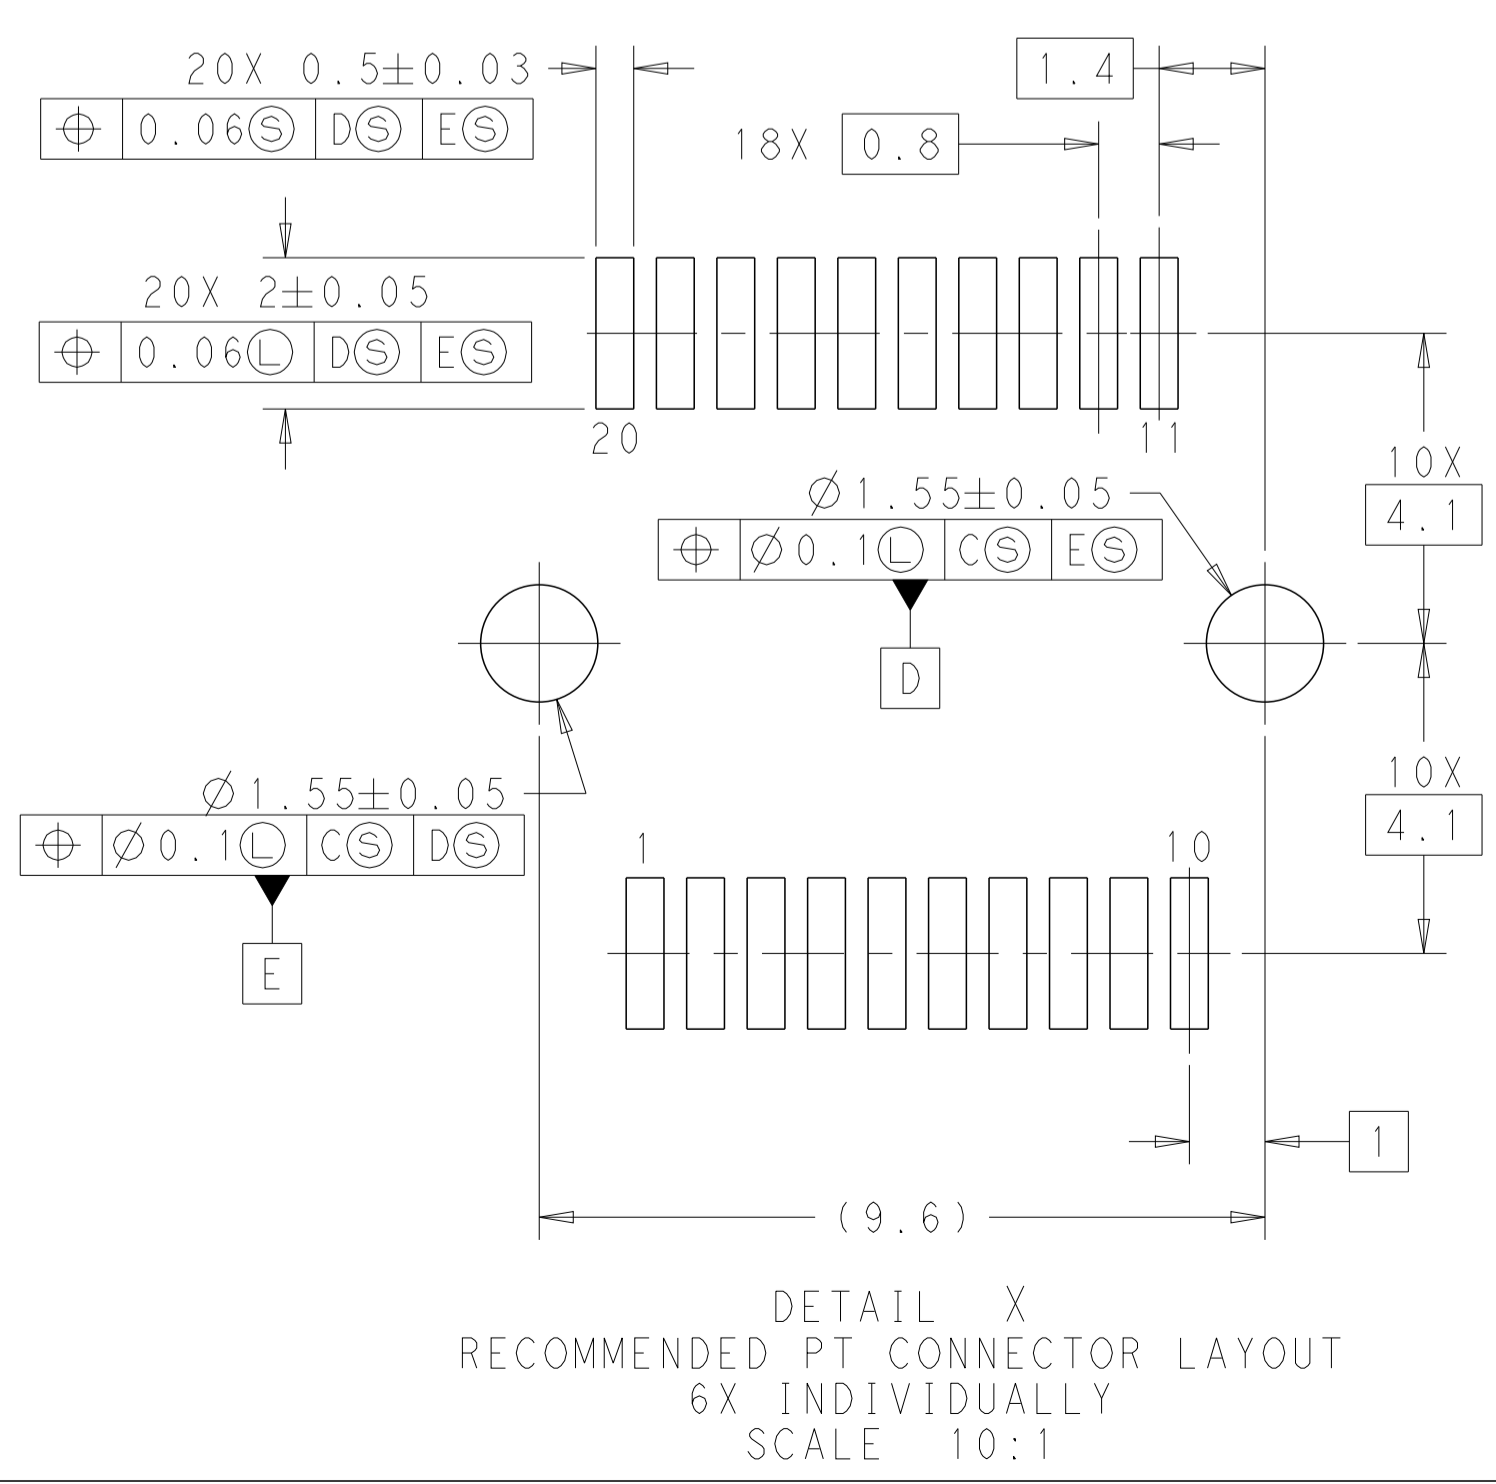 20X 0.5±0.03
⌖ 0.06Ⓢ DⓈ EⓈ
1.4
18X 0.8
20X 2±0.05
⌖ 0.06Ⓛ DⓈ EⓈ
20
11
10X
4.1
Ø1.55±0.05
⌖ Ø0.1Ⓛ CⓈ EⓈ
D
Ø1.55±0.05
⌖ Ø0.1Ⓛ CⓈ DⓈ
E
10X
4.1
1
10
1
(9.6)
DETAIL X
RECOMMENDED PT CONNECTOR LAYOUT
6X INDIVIDUALLY
SCALE 10:1